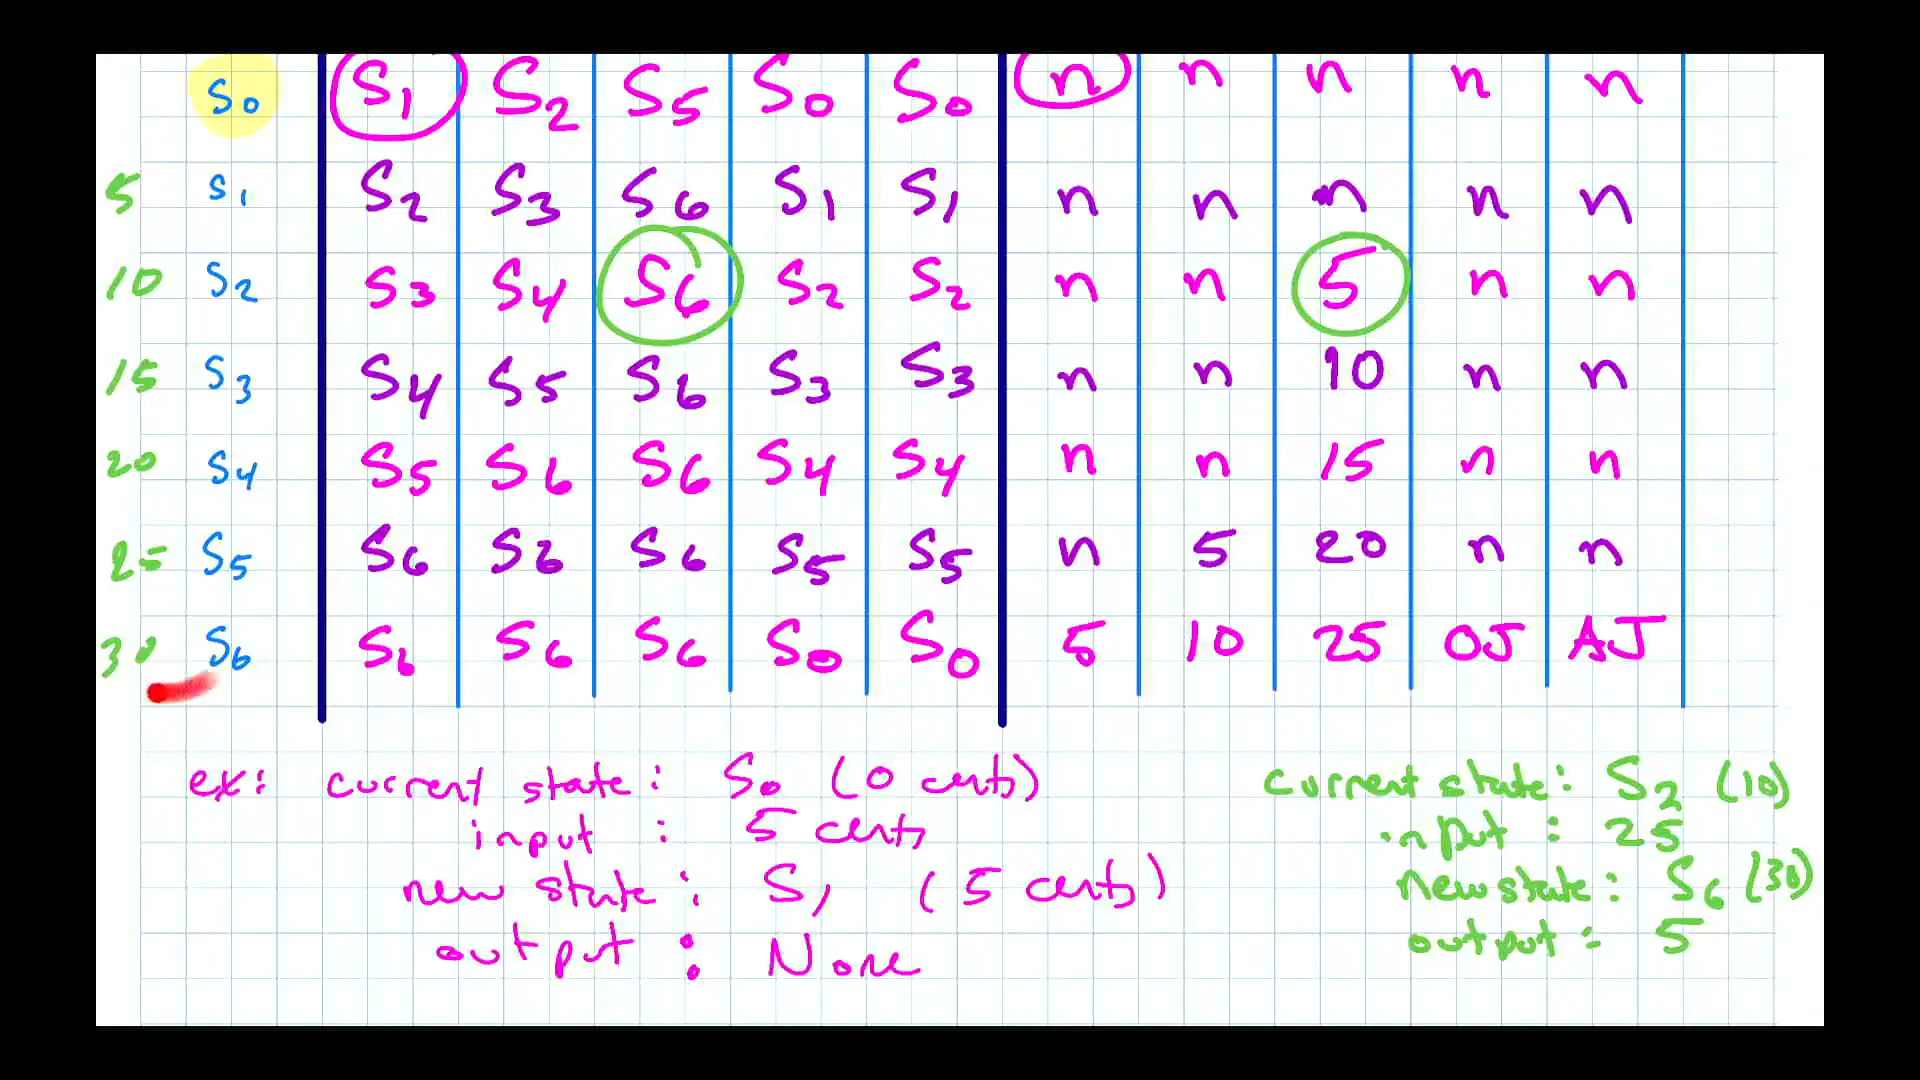 S0 S1 S2 S5 S0 S0 n n n n n
5 S1 S2 S3 S6 S1 S1 n n n n n
10 S2 S3 S4 S6 S2 S2 n n 5 n n
15 S3 S4 S5 S6 S3 S3 n n 10 n n
20 S4 S5 S6 S6 S4 S4 n n 15 n n
25 S5 S6 S6 S6 S5 S5 n 5 20 n n
30 S6 S6 S6 S6 S0 S0 5 10 25 OJ AJ
ex: current state: S0 (0 cents)
input : 5 cents
new state: S1 (5 cents)
output : None
current state: S2 (10)
input : 25
new state: S6 (30)
output: 5